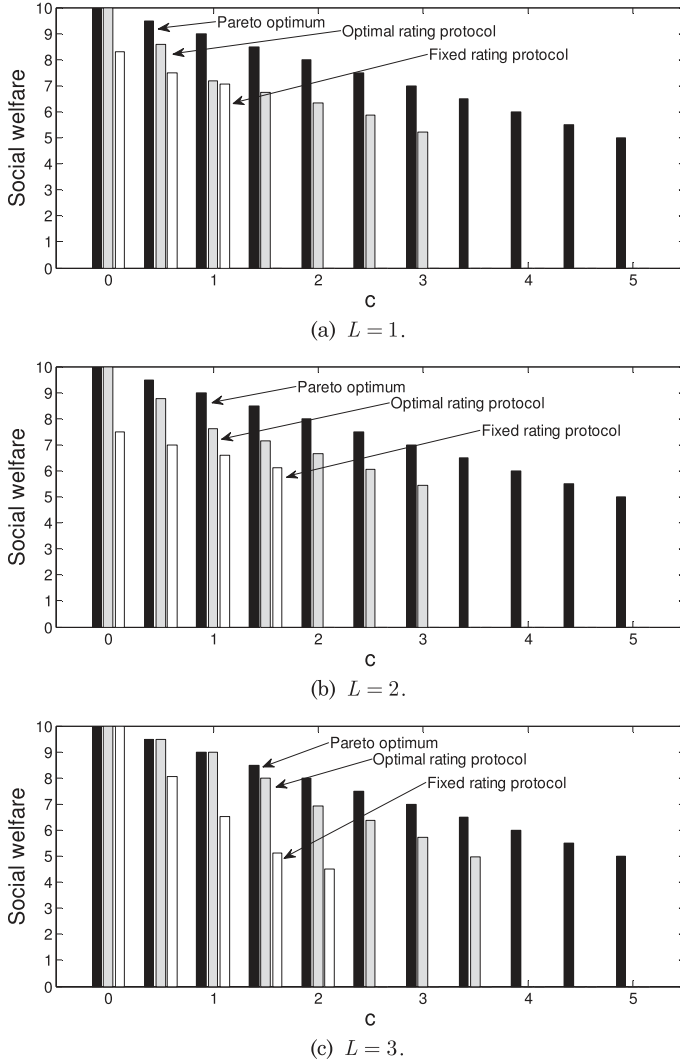 10
9
8
7
6
5
4
3
2
1
0
Social welfare
Pareto optimum
Optimal rating protocol
Fixed rating protocol
0 1 2 3 4 5
c
(a) L = 1.
10
9
8
7
6
5
4
3
2
1
0
Social welfare
Pareto optimum
Optimal rating protocol
Fixed rating protocol
0 1 2 3 4 5
c
(b) L = 2.
10
9
8
7
6
5
4
3
2
1
0
Social welfare
Pareto optimum
Optimal rating protocol
Fixed rating protocol
0 1 2 3 4 5
c
(c) L = 3.